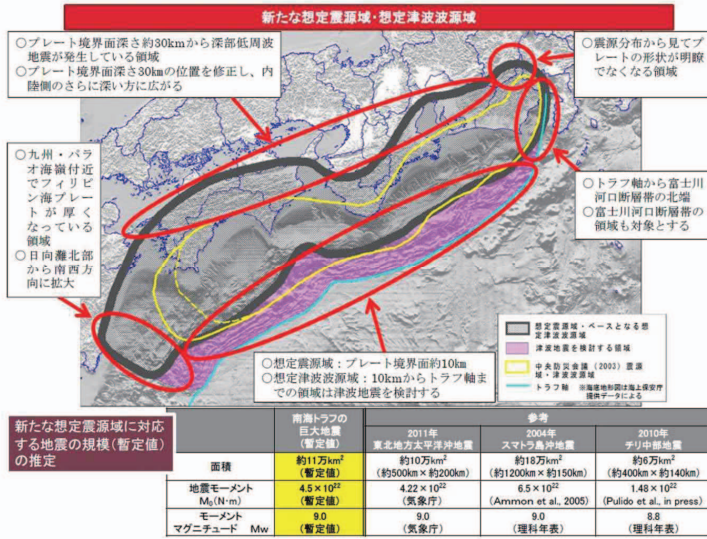 新たな想定震源域・想定津波波源域
○プレート境界面深さ約30kmから深部低周波
地震が発生している領域
○プレート境界面深さ30kmの位置を修正し、内
陸側のさらに深い方に広がる
○震源分布から見てプ
レートの形状が明瞭
でなくなる領域
○九州・パラ
オ海嶺付近
でフィリピ
ン海プレート
が厚く
なっている
領域
○日向灘北部
から南西方
向に拡大
○トラフ軸から富士川
河口断層帯の北端
○富士川河口断層帯の
領域も対象とする
○想定震源域：プレート境界面約10km
○想定津波波源域：10kmからトラフ軸ま
での領域は津波地震を検討する
想定震源域・ベースとなる想
定津波波源域
津波地震を検討する領域
中央防災会議（2003）震源
域・津波波源域
トラフ軸 ※海底地形図は海上保安庁
提供データによる
新たな想定震源域に対応
する地震の規模（暫定値）
の推定
南海トラフの
巨大地震
（暫定値）
参考
2011年
東北地方太平洋沖地震
2004年
スマトラ島沖地震
2010年
チリ中部地震
面積
約11万km²
（暫定値）
約10万km²
（約500km×約200km）
約18万km²
（約1200km×約150km）
約6万km²
（約400km×約140km）
地震モーメント
M₀(N・m)
4.5×10²²
（暫定値）
4.22×10²²
（気象庁）
6.5×10²²
(Ammon et al., 2005)
1.48×10²²
(Pulido et al., in press)
モーメント
マグニチュード Mw
9.0
（暫定値）
9.0
（気象庁）
9.0
（理科年表）
8.8
（理科年表）